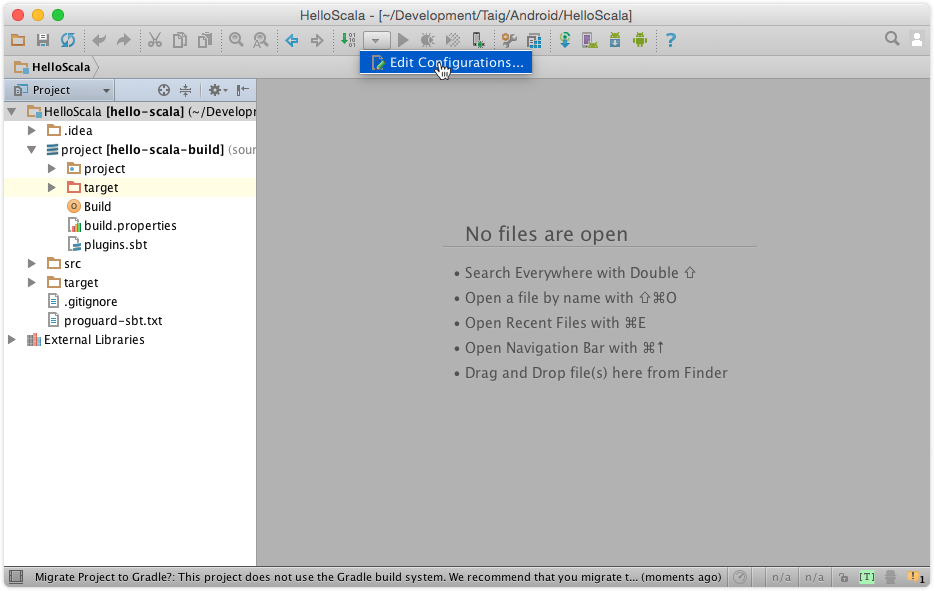 HelloScala - [~/Development/Taig/Android/HelloScala]
Edit Configurations...
HelloScala
Project
HelloScala [hello-scala] (~/Developr
.idea
project [hello-scala-build] (sour
project
target
Build
build.properties
plugins.sbt
src
target
.gitignore
proguard-sbt.txt
External Libraries
No files are open
• Search Everywhere with Double ⇧
• Open a file by name with ⇧⌘O
• Open Recent Files with ⌘E
• Open Navigation Bar with ⌘↑
• Drag and Drop file(s) here from Finder
Migrate Project to Gradle?: This project does not use the Gradle build system. We recommend that you migrate t... (moments ago) n/a n/a [T] 1